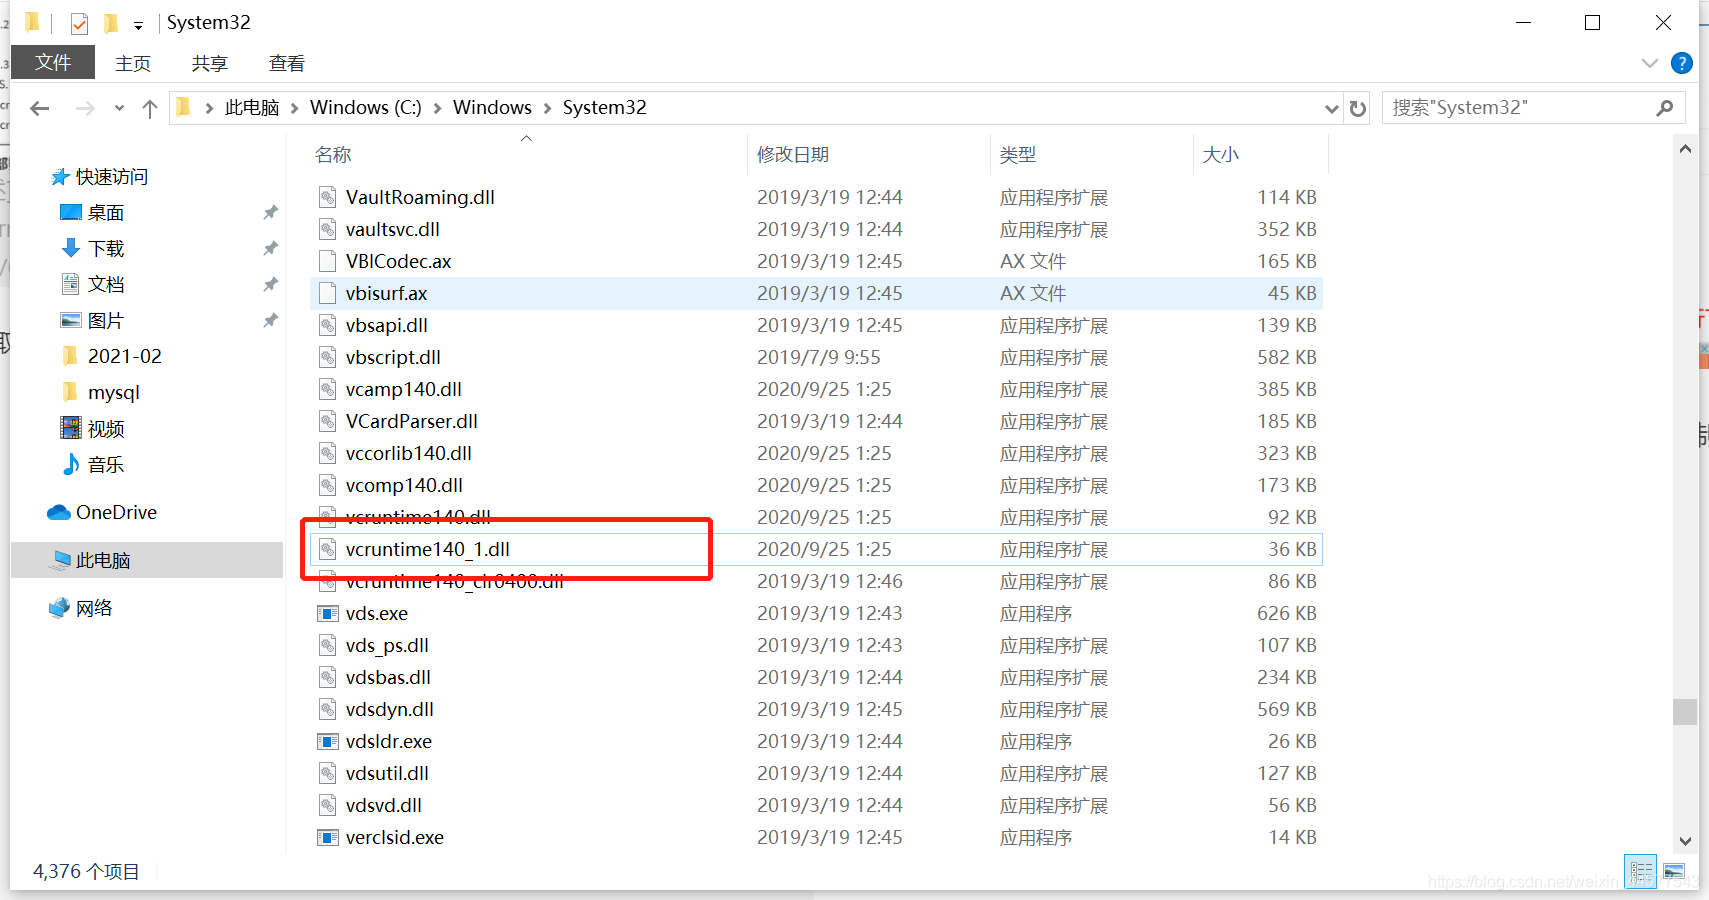 System32
文件 主页 共享 查看
此电脑 Windows (C:) Windows System32
搜索"System32"
名称 修改日期 类型 大小
快速访问
桌面
下载
文档
图片
2021-02
mysql
视频
音乐
OneDrive
此电脑
网络
VaultRoaming.dll 2019/3/19 12:44 应用程序扩展 114 KB
vaultsvc.dll 2019/3/19 12:44 应用程序扩展 352 KB
VBICodec.ax 2019/3/19 12:45 AX 文件 165 KB
vbisurf.ax 2019/3/19 12:45 AX 文件 45 KB
vbsapi.dll 2019/3/19 12:45 应用程序扩展 139 KB
vbscript.dll 2019/7/9 9:55 应用程序扩展 582 KB
vcamp140.dll 2020/9/25 1:25 应用程序扩展 385 KB
VCardParser.dll 2019/3/19 12:44 应用程序扩展 185 KB
vccorlib140.dll 2020/9/25 1:25 应用程序扩展 323 KB
vcomp140.dll 2020/9/25 1:25 应用程序扩展 173 KB
vcruntime140.dll 2020/9/25 1:25 应用程序扩展 92 KB
vcruntime140_1.dll 2020/9/25 1:25 应用程序扩展 36 KB
vcruntime140_clr0400.dll 2019/3/19 12:46 应用程序扩展 86 KB
vds.exe 2019/3/19 12:43 应用程序 626 KB
vds_ps.dll 2019/3/19 12:43 应用程序扩展 107 KB
vdsbas.dll 2019/3/19 12:44 应用程序扩展 234 KB
vdsdyn.dll 2019/3/19 12:45 应用程序扩展 569 KB
vdsldr.exe 2019/3/19 12:44 应用程序 26 KB
vdsutil.dll 2019/3/19 12:44 应用程序扩展 127 KB
vdsvd.dll 2019/3/19 12:44 应用程序扩展 56 KB
verclsid.exe 2019/3/19 12:45 应用程序 14 KB
4,376 个项目